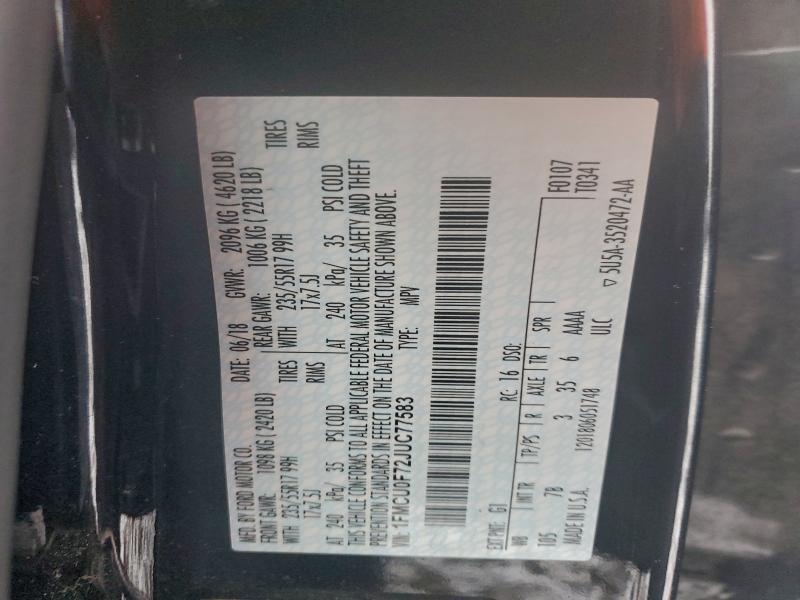 MFD. BY FORD MOTOR CO.
DATE: 06/18 GVWR: 2096 KG ( 4620 LB)
FRONT GAWR: 1098 KG ( 2420 LB) REAR GAWR: 1006 KG ( 2218 LB)
WITH 235/55R17 99H TIRES WITH 235/55R17 99H TIRES
17x7.5J RIMS 17x7.5J RIMS
AT 240 kPa/ 35 PSI COLD AT 240 kPa/ 35 PSI COLD
THIS VEHICLE CONFORMS TO ALL APPLICABLE FEDERAL MOTOR VEHICLE SAFETY AND THEFT
PREVENTION STANDARDS IN EFFECT ON THE DATE OF MANUFACTURE SHOWN ABOVE.
VIN: 1FMCU0F72JUC77583 TYPE: MPV
EXT PNT: G1 RC: 16 DSO: F0107
WB INT TR TP/PS R AXLE TR SPR T0341
105 7B 3 35 6 AAAA
1201806051748 ULC
MADE IN U.S.A. ▽ 5U5A-3520472-AA